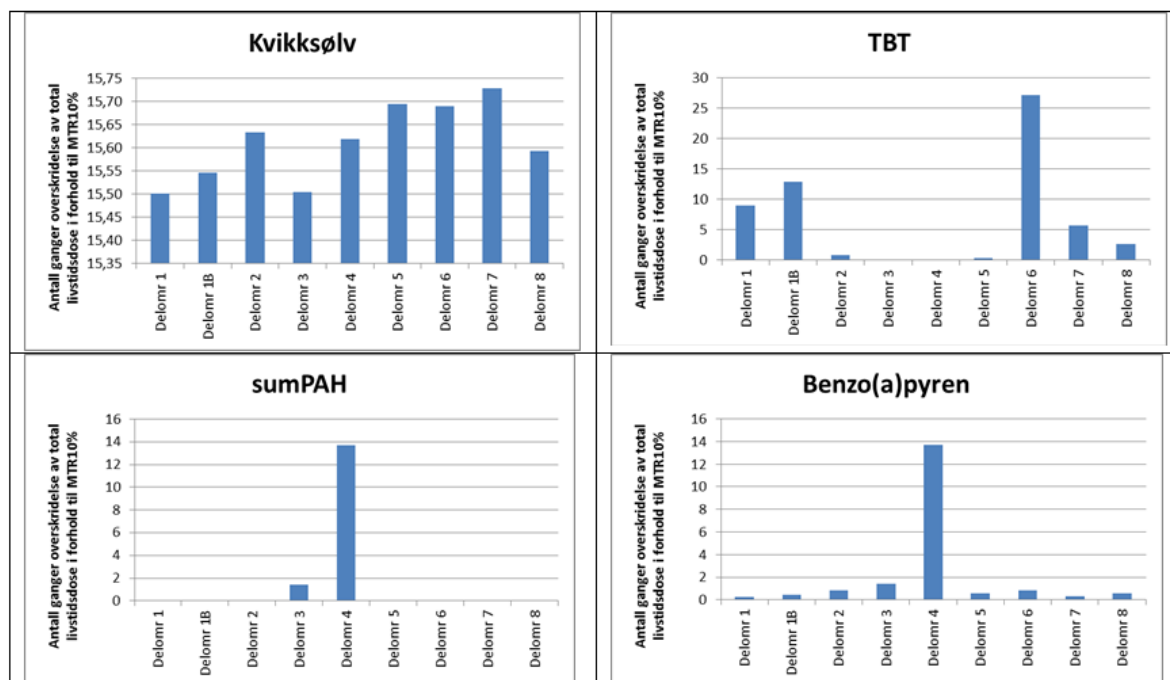 Kvikksølv
Antall ganger overskridelse av total
livstidsdose i forhold til MTR10%
15,75
15,70
15,65
15,60
15,55
15,50
15,45
15,40
15,35
Delomr 1
Delomr 1B
Delomr 2
Delomr 3
Delomr 4
Delomr 5
Delomr 6
Delomr 7
Delomr 8
TBT
Antall ganger overskridelse av total
livstidsdose i forhold til MTR10%
30
25
20
15
10
5
0
Delomr 1
Delomr 1B
Delomr 2
Delomr 3
Delomr 4
Delomr 5
Delomr 6
Delomr 7
Delomr 8
sumPAH
Antall ganger overskridelse av total
livstidsdose i forhold til MTR10%
16
14
12
10
8
6
4
2
0
Delomr 1
Delomr 1B
Delomr 2
Delomr 3
Delomr 4
Delomr 5
Delomr 6
Delomr 7
Delomr 8
Benzo(a)pyren
Antall ganger overskridelse av total
livstidsdose i forhold til MTR10%
16
14
12
10
8
6
4
2
0
Delomr 1
Delomr 1B
Delomr 2
Delomr 3
Delomr 4
Delomr 5
Delomr 6
Delomr 7
Delomr 8